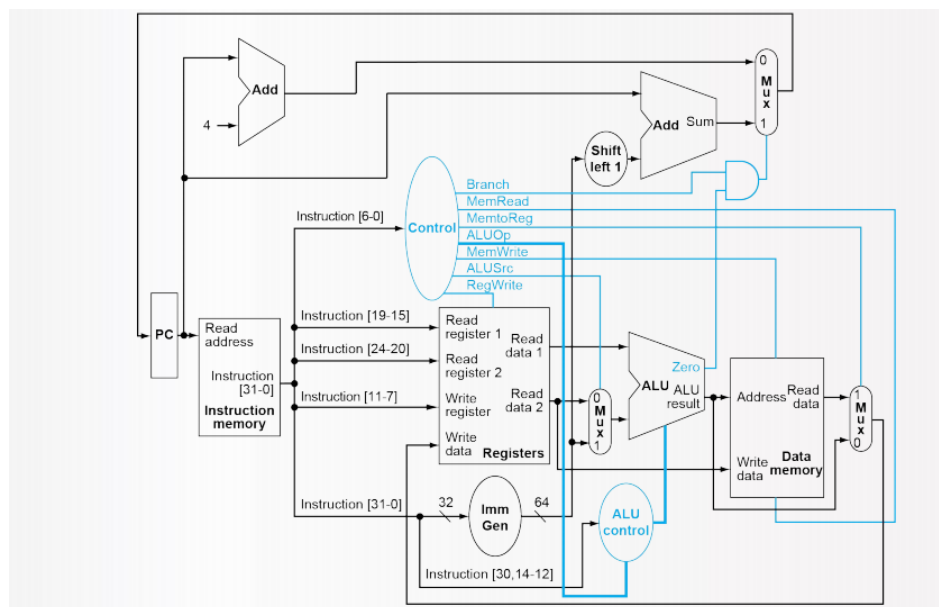 Add
4
0
Mux
1
Add Sum
Shift
left 1
Branch
MemRead
MemtoReg
ALUOp
MemWrite
ALUSrc
RegWrite
Control
Instruction [6-0]
PC
Read
address
Instruction
[31-0]
Instruction
memory
Instruction [19-15]
Instruction [24-20]
Instruction [11-7]
Read
register 1
Read
register 2
Write
register
Write
data
Read
data 1
Read
data 2
Registers
0
Mux
1
Zero
ALU
ALU
result
Address
Read
data
Write
data
Data
memory
1
Mux
0
Instruction [31-0]
32
Imm
Gen
64
ALU
control
Instruction [30,14-12]